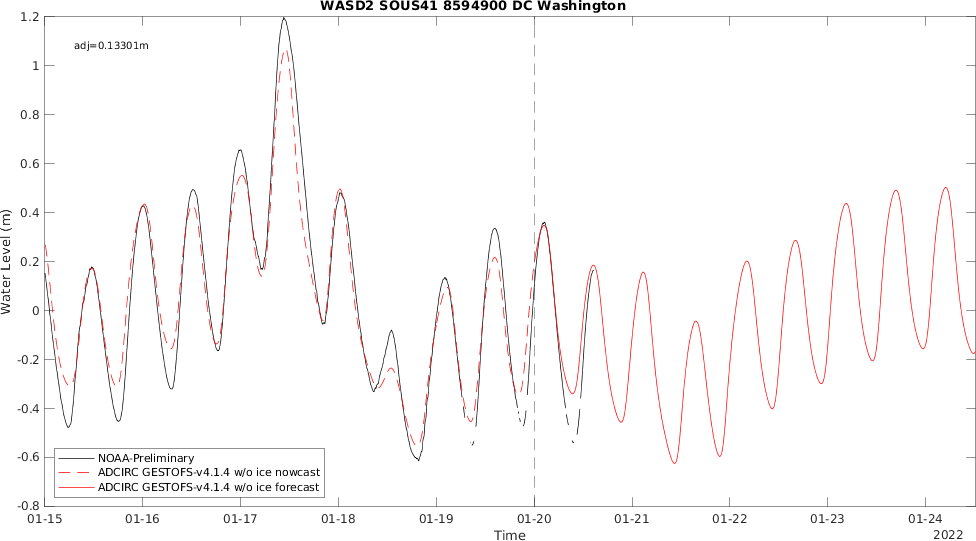 WASD2 SOUS41 8594900 DC Washington
adj=0.13301m
Water Level (m)
1.2
1
0.8
0.6
0.4
0.2
0
-0.2
-0.4
-0.6
-0.8
NOAA-Preliminary
ADCIRC GESTOFS-v4.1.4 w/o ice nowcast
ADCIRC GESTOFS-v4.1.4 w/o ice forecast
01-15 01-16 01-17 01-18 01-19 01-20 01-21 01-22 01-23 01-24
Time
2022